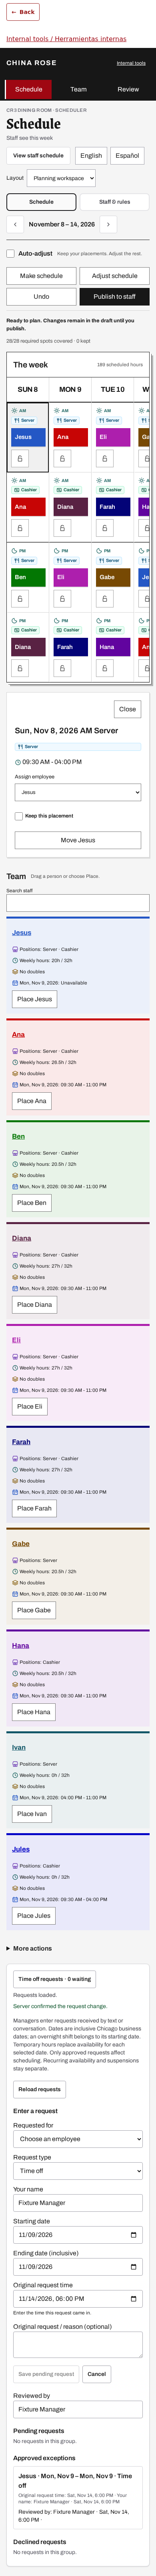 ← Back
Internal tools / Herramientas internas
CHINA ROSE
Internal tools
Schedule
Team
Review
CR3 DINING ROOM · SCHEDULER
Schedule
Staff see this week
View staff schedule
English
Español
Layout
Planning workspace
Schedule
Staff & rules
November 8 – 14, 2026
Auto-adjust
Keep your placements. Adjust the rest.
Make schedule
Adjust schedule
Undo
Publish to staff
Ready to plan. Changes remain in the draft until you publish.
28/28 required spots covered · 0 kept
The week
189 scheduled hours
SUN 8
MON 9
TUE 10
AM
AM
AM
AM
Server
Server
Server
Jesus
Ana
Eli
AM
AM
AM
AM
Cashier
Cashier
Cashier
Ana
Diana
Farah
PM
PM
PM
PM
Server
Server
Server
Ben
Eli
Gabe
PM
PM
PM
PM
Cashier
Cashier
Cashier
Diana
Farah
Hana
Close
Sun, Nov 8, 2026 AM Server
Server
09:30 AM - 04:00 PM
Assign employee
Jesus
Keep this placement
Move Jesus
Team
Drag a person or choose Place.
Search staff
Jesus
Positions: Server · Cashier
Weekly hours: 20h / 32h
No doubles
Mon, Nov 9, 2026: Unavailable
Place Jesus
Ana
Positions: Server · Cashier
Weekly hours: 26.5h / 32h
No doubles
Mon, Nov 9, 2026: 09:30 AM - 11:00 PM
Place Ana
Ben
Positions: Server · Cashier
Weekly hours: 20.5h / 32h
No doubles
Mon, Nov 9, 2026: 09:30 AM - 11:00 PM
Place Ben
Diana
Positions: Server · Cashier
Weekly hours: 27h / 32h
No doubles
Mon, Nov 9, 2026: 09:30 AM - 11:00 PM
Place Diana
Eli
Positions: Server · Cashier
Weekly hours: 27h / 32h
No doubles
Mon, Nov 9, 2026: 09:30 AM - 11:00 PM
Place Eli
Farah
Positions: Server · Cashier
Weekly hours: 27h / 32h
No doubles
Mon, Nov 9, 2026: 09:30 AM - 11:00 PM
Place Farah
Gabe
Positions: Server
Weekly hours: 20.5h / 32h
No doubles
Mon, Nov 9, 2026: 09:30 AM - 11:00 PM
Place Gabe
Hana
Positions: Cashier
Weekly hours: 20.5h / 32h
No doubles
Mon, Nov 9, 2026: 09:30 AM - 11:00 PM
Place Hana
Ivan
Positions: Server
Weekly hours: 0h / 32h
No doubles
Mon, Nov 9, 2026: 04:00 PM - 11:00 PM
Place Ivan
Jules
Positions: Cashier
Weekly hours: 0h / 32h
No doubles
Mon, Nov 9, 2026: 09:30 AM - 04:00 PM
Place Jules
More actions
Time off requests · 0 waiting
Requests loaded.
Server confirmed the request change.
Managers enter requests received by text or conversation. Dates are inclusive Chicago business dates; an overnight shift belongs to its starting date. Temporary hours replace availability for each selected date. Only approved requests affect scheduling. Recurring availability and suspensions stay separate.
Reload requests
Enter a request
Requested for
Choose an employee
Request type
Time off
Your name
Fixture Manager
Starting date
11/09/2026
Ending date (inclusive)
11/09/2026
Original request time
11/14/2026, 06:00 PM
Enter the time this request came in.
Original request / reason (optional)
Save pending request
Cancel
Reviewed by
Fixture Manager
Pending requests
No requests in this group.
Approved exceptions
Jesus · Mon, Nov 9 – Mon, Nov 9 · Time off
Original request time: Sat, Nov 14, 6:00 PM · Your name: Fixture Manager · Sat, Nov 14, 6:00 PM
Reviewed by: Fixture Manager · Sat, Nov 14, 6:00 PM
Declined requests
No requests in this group.